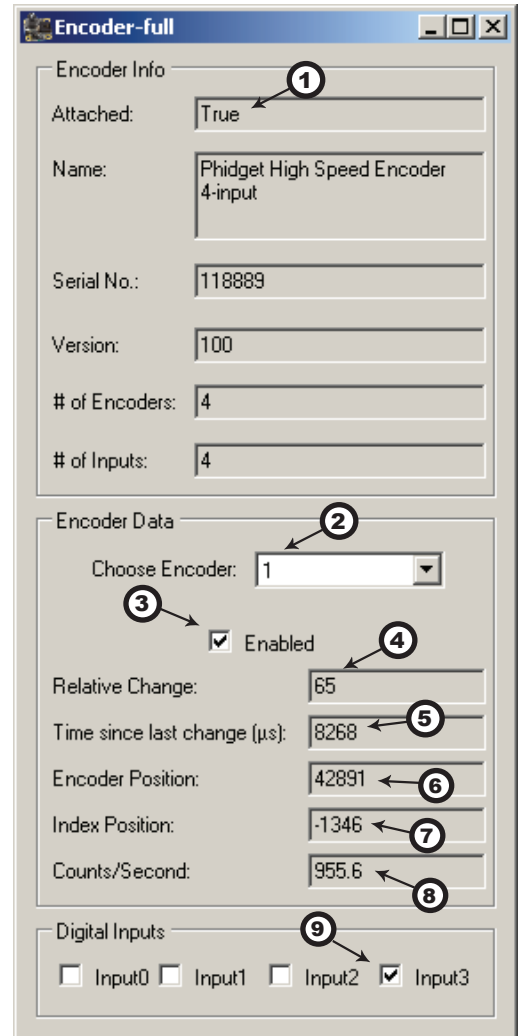 Encoder-full
Encoder Info
1
Attached: True
Name: Phidget High Speed Encoder
4-input
Serial No.: 118889
Version: 100
# of Encoders: 4
# of Inputs: 4
Encoder Data
2
Choose Encoder: 1
3
Enabled
4
Relative Change: 65
Time since last change (µs): 8268 5
Encoder Position: 42891 6
Index Position: -1346 7
Counts/Second: 955.6 8
Digital Inputs 9
Input0 Input1 Input2 Input3